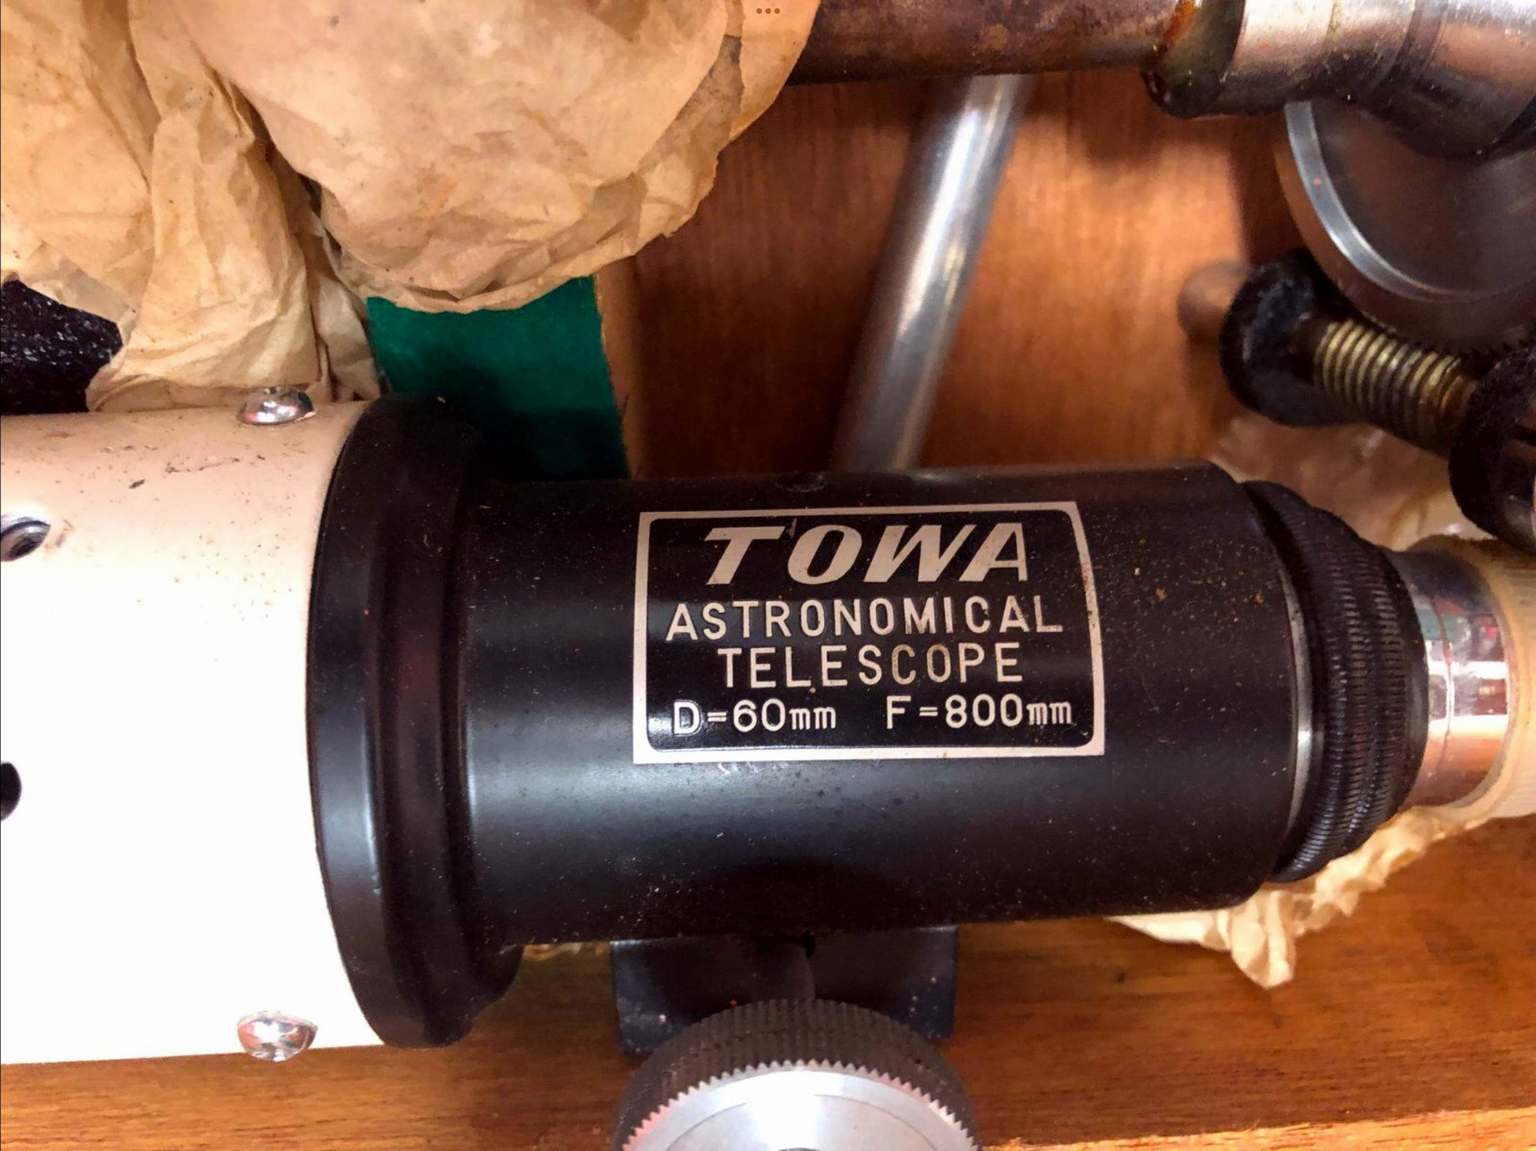 TOWA
ASTRONOMICAL
TELESCOPE
D=60mm F=800mm